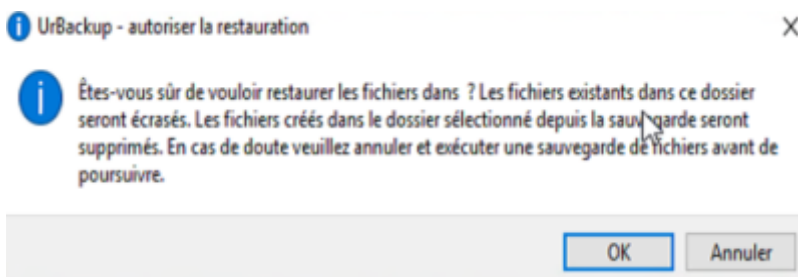 UrBackup - autoriser la restauration
Êtes-vous sûr de vouloir restaurer les fichiers dans ? Les fichiers existants dans ce dossier
seront écrasés. Les fichiers créés dans le dossier sélectionné depuis la sauvegarde seront
supprimés. En cas de doute veuillez annuler et exécuter une sauvegarde de fichiers avant de
poursuivre.
OK Annuler